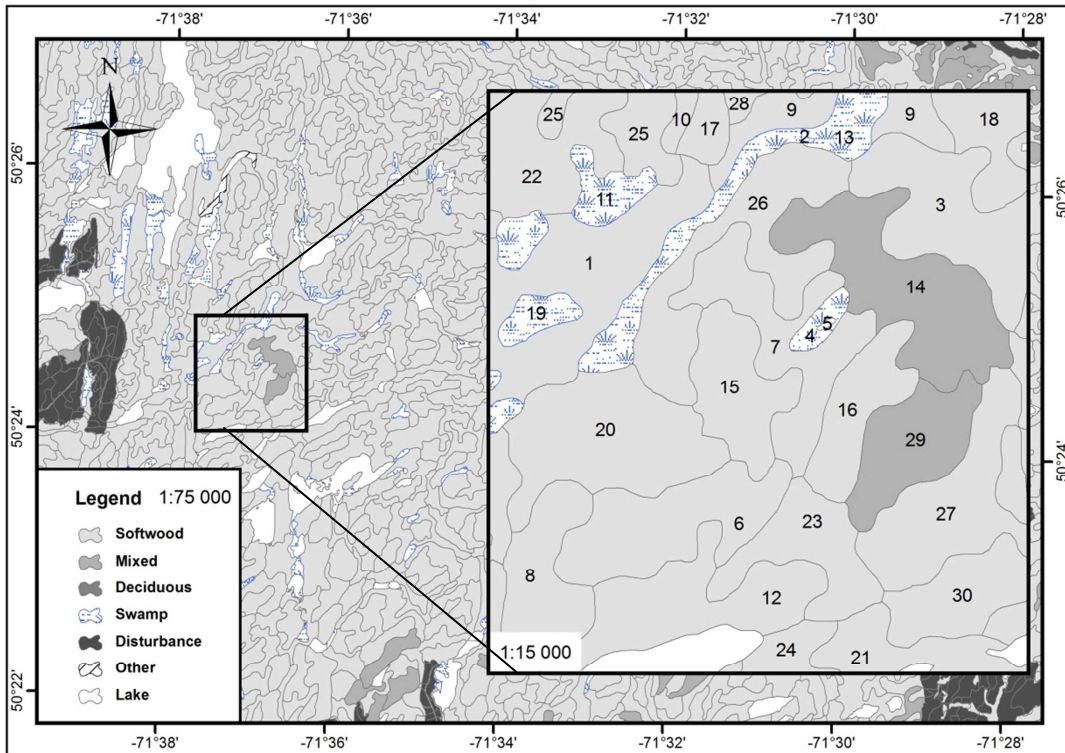 -71°38' -71°36' -71°34' -71°32' -71°30' -71°28'
N
50°26'
50°24'
50°22'
50°26'
50°24'
25 25 10 17 28 9 2 13 9 18
22 11 26 3
1 14
19 4 5
7
15 16
20 29
6 23 27
8 12 30
24 21
1:15 000
Legend 1:75 000
Softwood
Mixed
Deciduous
Swamp
Disturbance
Other
Lake
-71°38' -71°36' -71°34' -71°32' -71°30' -71°28'